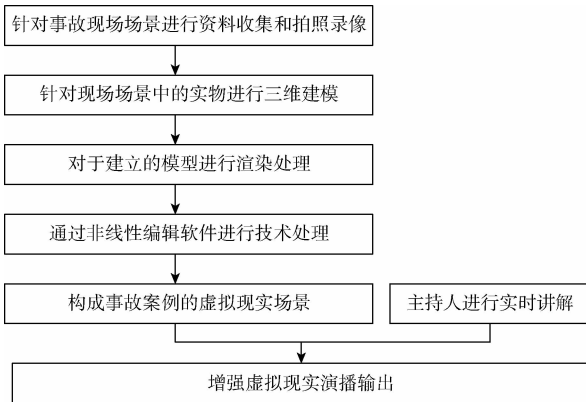 针对事故现场场景进行资料收集和拍照录像
针对现场场景中的实物进行三维建模
对于建立的模型进行渲染处理
通过非线性编辑软件进行技术处理
构成事故案例的虚拟现实场景
主持人进行实时讲解
增强虚拟现实演播输出